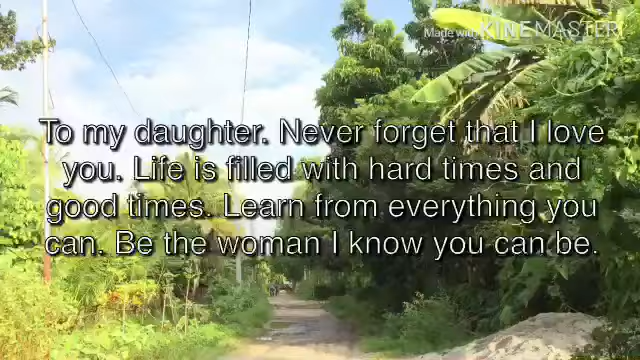 Made with KINEMASTER
To my daughter. Never forget that I love
you. Life is filled with hard times and
good times. Learn from everything you
can. Be the woman I know you can be.